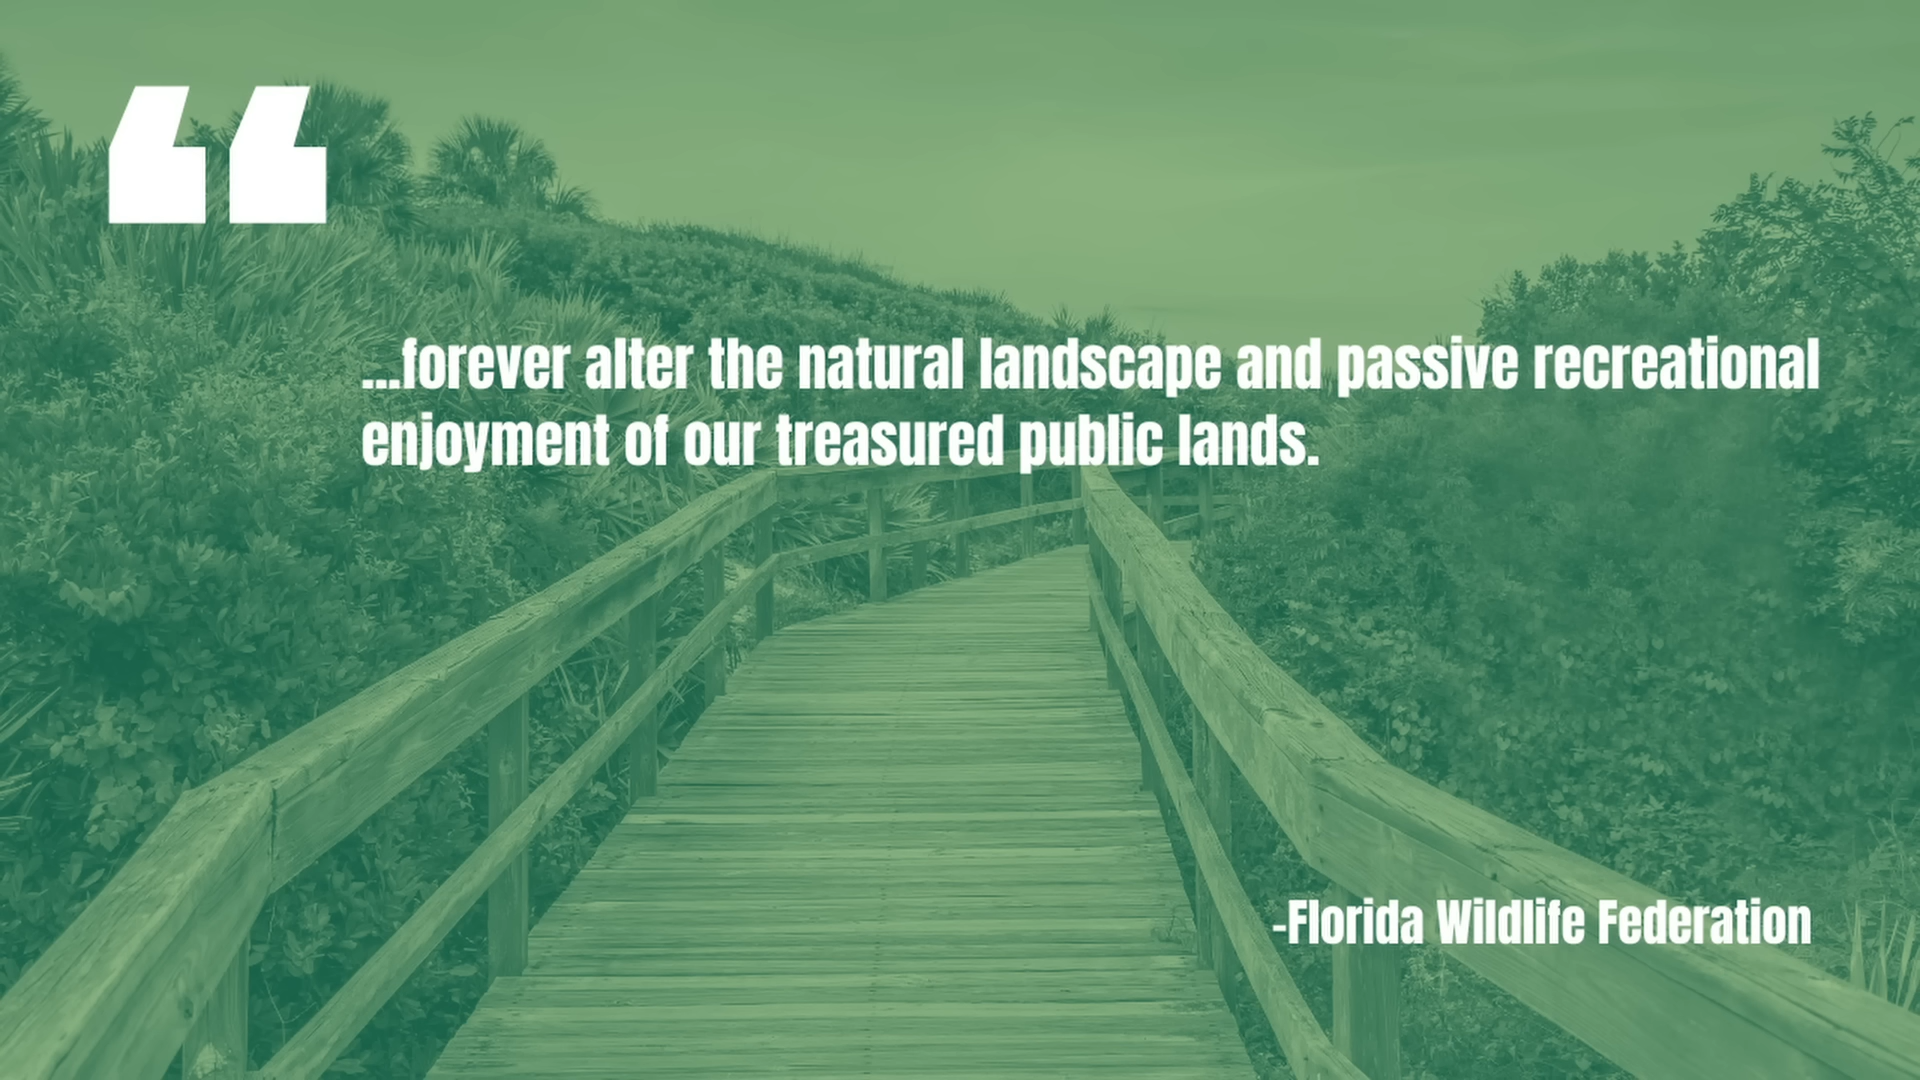 “
...forever alter the natural landscape and passive recreational
enjoyment of our treasured public lands.
-Florida Wildlife Federation